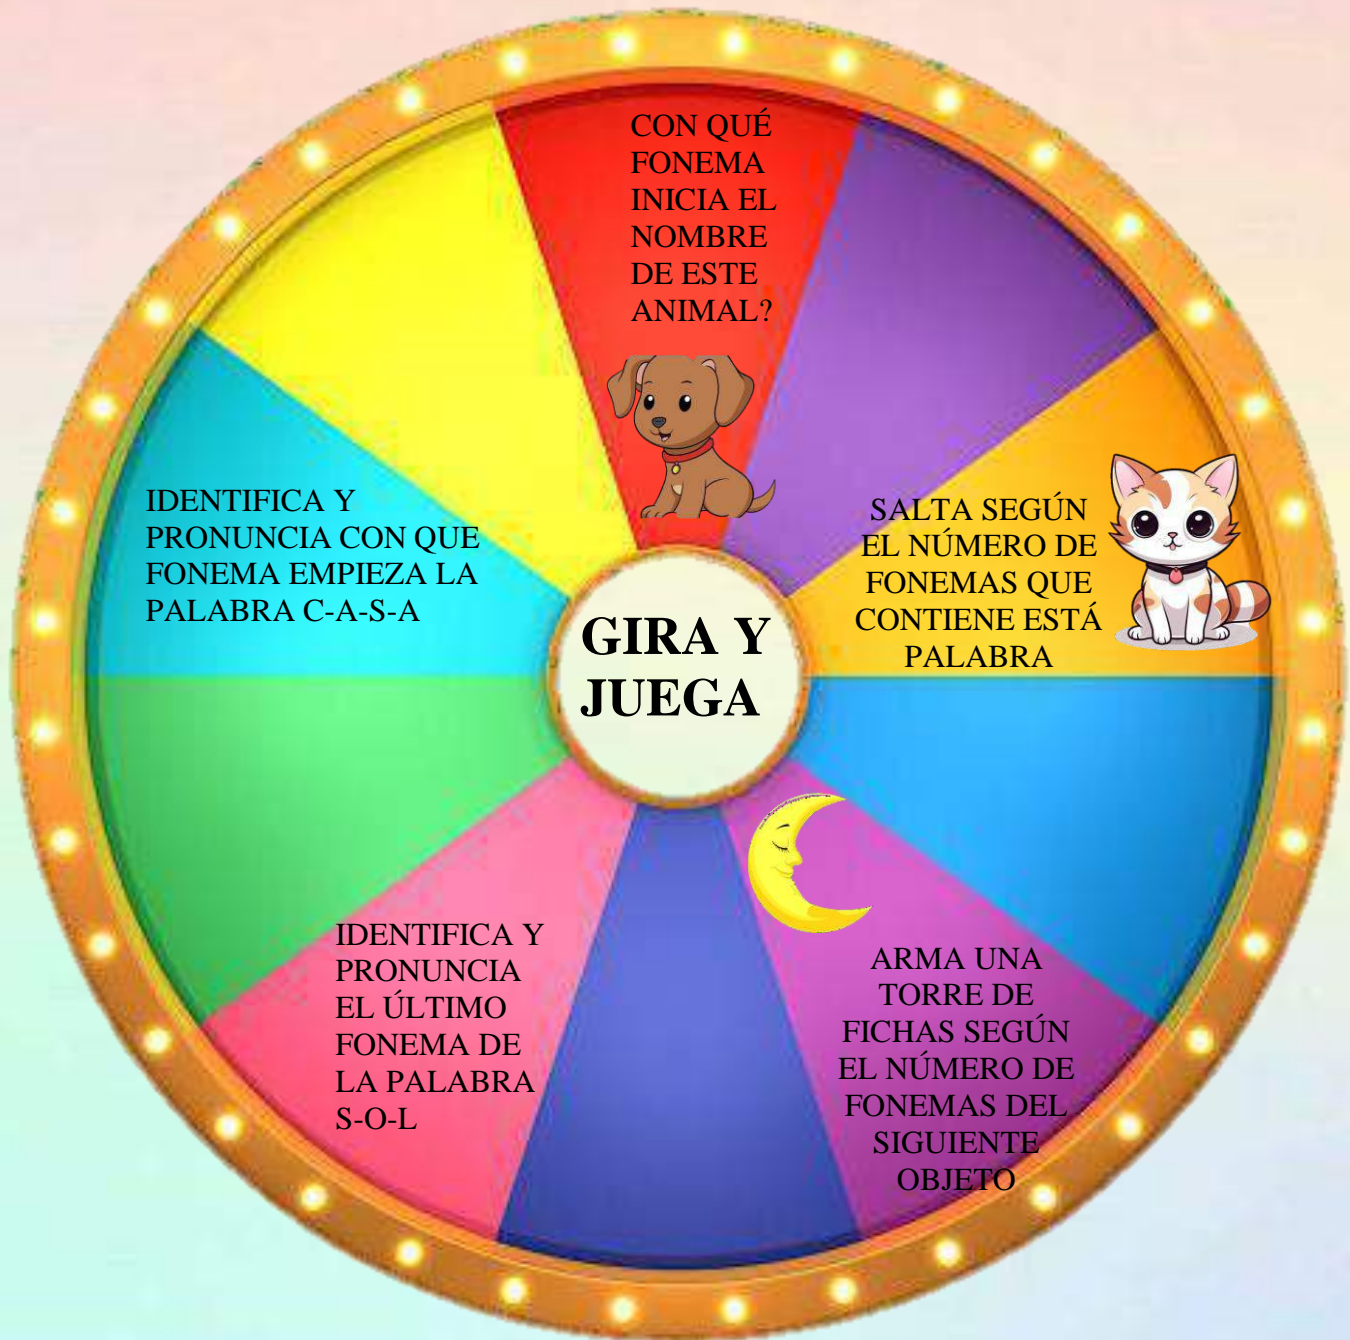 CON QUÉ
FONEMA
INICIA EL
NOMBRE
DE ESTE
ANIMAL?
IDENTIFICA Y
PRONUNCIA CON QUE
FONEMA EMPIEZA LA
PALABRA C-A-S-A
SALTA SEGÚN
EL NÚMERO DE
FONEMAS QUE
CONTIENE ESTÁ
PALABRA
GIRA Y
JUEGA
IDENTIFICA Y
PRONUNCIA
EL ÚLTIMO
FONEMA DE
LA PALABRA
S-O-L
ARMA UNA
TORRE DE
FICHAS SEGÚN
EL NÚMERO DE
FONEMAS DEL
SIGUIENTE
OBJETO